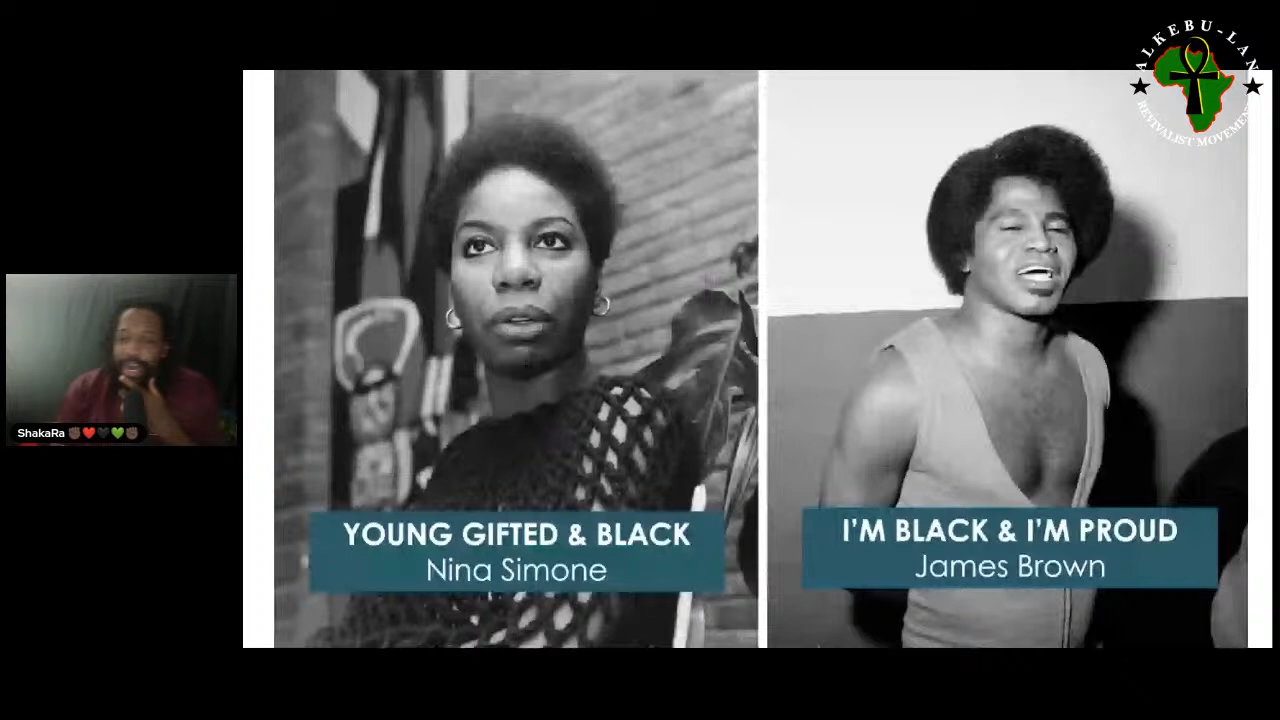 ALKEBU-LAN
REVIVALIST MOVEMENT
ShakaRa ✊🏿❤️🖤💚✊🏿
YOUNG GIFTED & BLACK
Nina Simone
I'M BLACK & I'M PROUD
James Brown